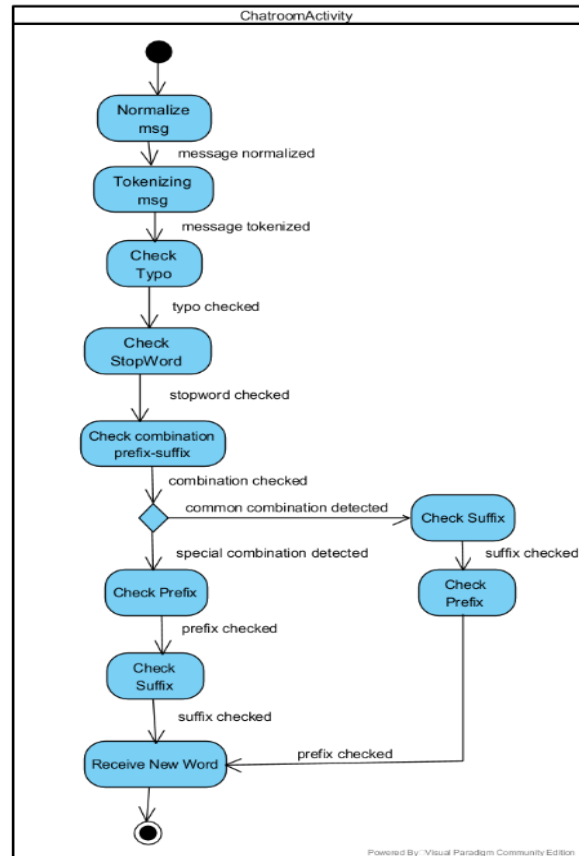 ChatroomActivity
Normalize
msg
message normalized
Tokenizing
msg
message tokenized
Check
Typo
typo checked
Check
StopWord
stopword checked
Check combination
prefix-suffix
combination checked
common combination detected
Check Suffix
special combination detected
suffix checked
Check Prefix
Check
Prefix
prefix checked
Check
Suffix
suffix checked
Receive New Word
prefix checked
Powered By Visual Paradigm Community Edition